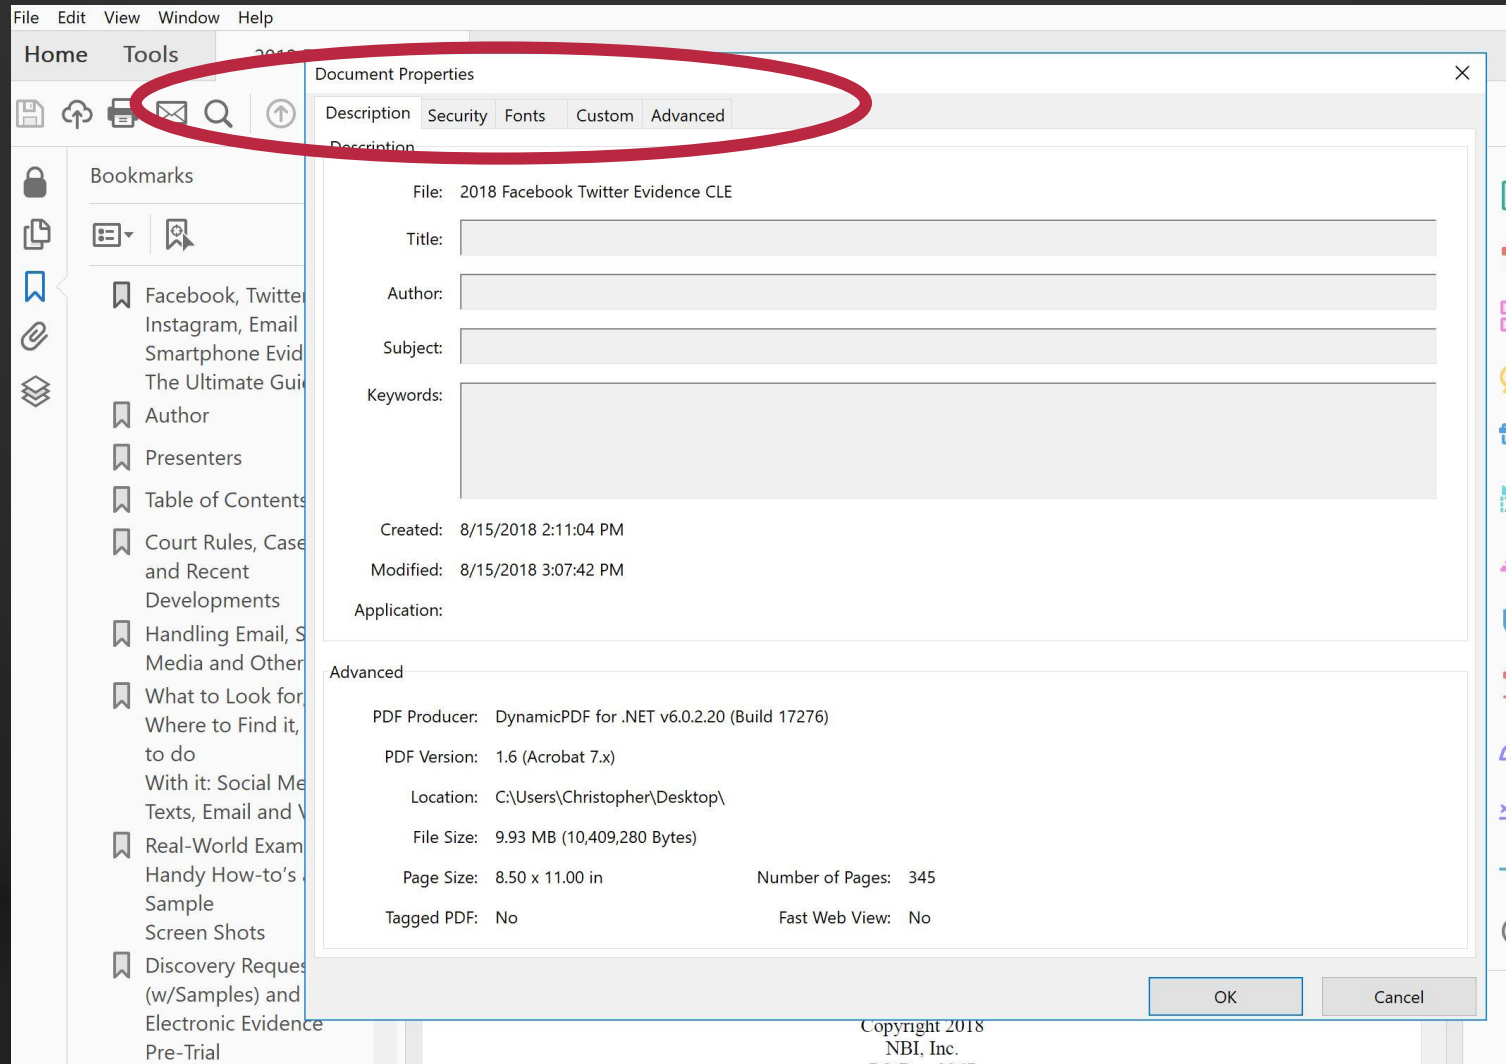 File Edit View Window Help
Home Tools
Document Properties
Description Security Fonts Custom Advanced
Description
File: 2018 Facebook Twitter Evidence CLE
Title:
Author:
Subject:
Keywords:
Created: 8/15/2018 2:11:04 PM
Modified: 8/15/2018 3:07:42 PM
Application:
Advanced
PDF Producer: DynamicPDF for .NET v6.0.2.20 (Build 17276)
PDF Version: 1.6 (Acrobat 7.x)
Location: C:\Users\Christopher\Desktop\
File Size: 9.93 MB (10,409,280 Bytes)
Page Size: 8.50 x 11.00 in Number of Pages: 345
Tagged PDF: No Fast Web View: No
OK Cancel
Bookmarks
Facebook, Twitter
Instagram, Email
Smartphone Evid
The Ultimate Gui
Author
Presenters
Table of Contents
Court Rules, Case
and Recent
Developments
Handling Email, S
Media and Other
What to Look for,
Where to Find it,
to do
With it: Social Me
Texts, Email and
Real-World Exam
Handy How-to's
Sample
Screen Shots
Discovery Reques
(w/Samples) and
Electronic Evidence
Pre-Trial
Copyright 2018
NBI, Inc.